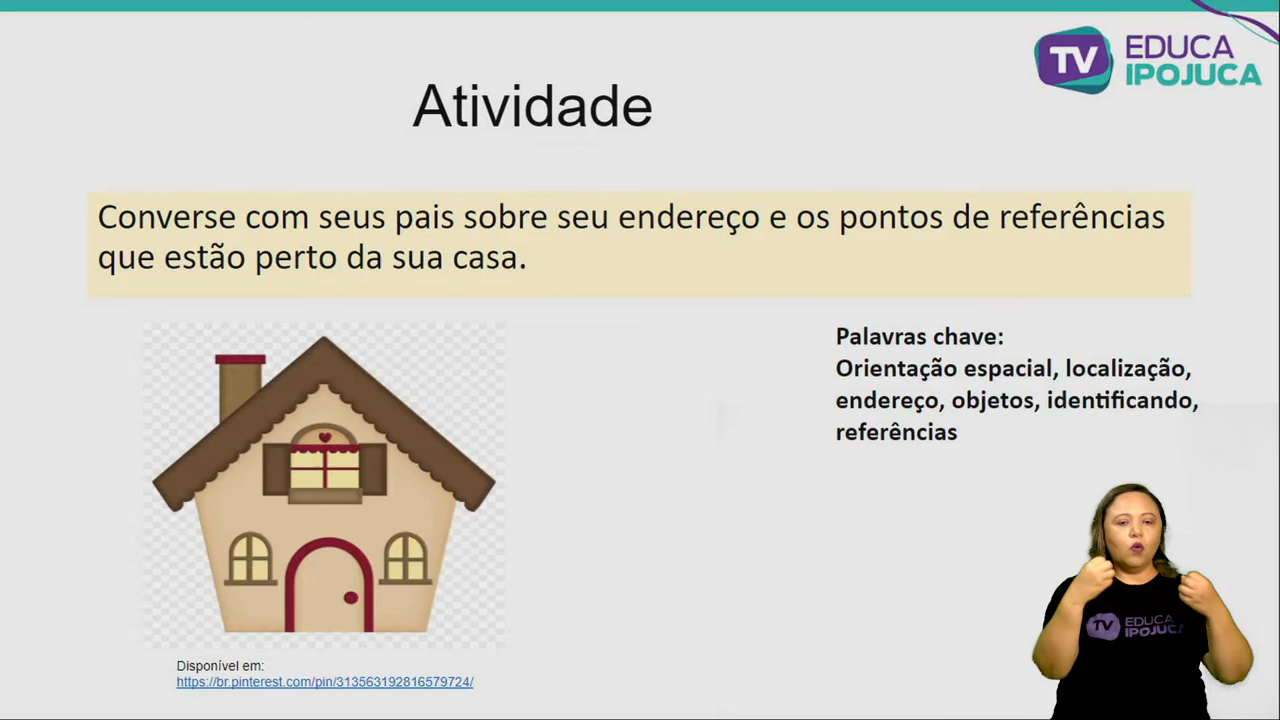 TV EDUCA
IPOJUCA
Atividade
Converse com seus pais sobre seu endereço e os pontos de referências
que estão perto da sua casa.
Palavras chave:
Orientação espacial, localização,
endereço, objetos, identificando,
referências
TV EDUCA
IPOJUCA
Disponível em:
https://br.pinterest.com/pin/313563192816579724/